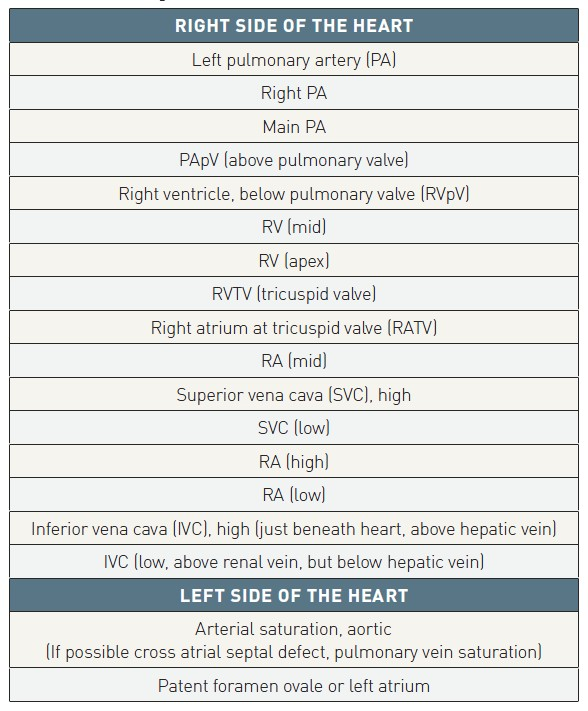 RIGHT SIDE OF THE HEART
Left pulmonary artery (PA)
Right PA
Main PA
PApV (above pulmonary valve)
Right ventricle, below pulmonary valve (RVpV)
RV (mid)
RV (apex)
RVTV (tricuspid valve)
Right atrium at tricuspid valve (RATV)
RA (mid)
Superior vena cava (SVC), high
SVC (low)
RA (high)
RA (low)
Inferior vena cava (IVC), high (just beneath heart, above hepatic vein)
IVC (low, above renal vein, but below hepatic vein)
LEFT SIDE OF THE HEART
Arterial saturation, aortic
(If possible cross atrial septal defect, pulmonary vein saturation)
Patent foramen ovale or left atrium